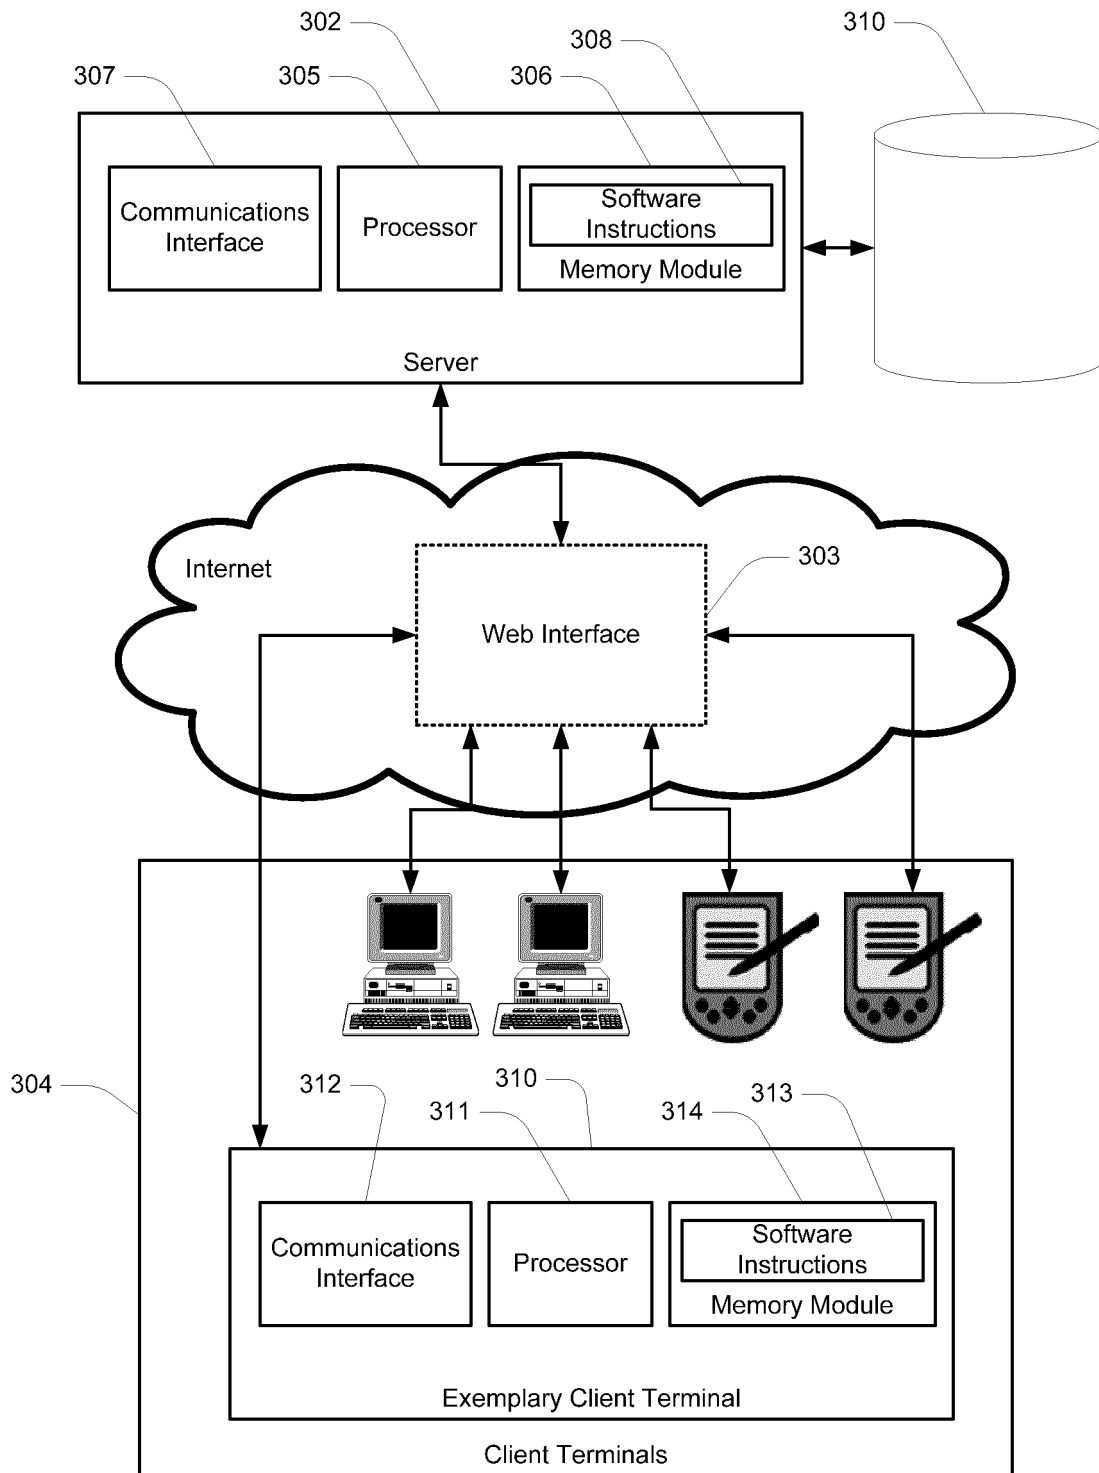 302
308
310
307
305
306
Communications
Interface
Processor
Software
Instructions
Memory Module
Server
Internet
303
Web Interface
304
312
310
311
314
313
Communications
Interface
Processor
Software
Instructions
Memory Module
Exemplary Client Terminal
Client Terminals